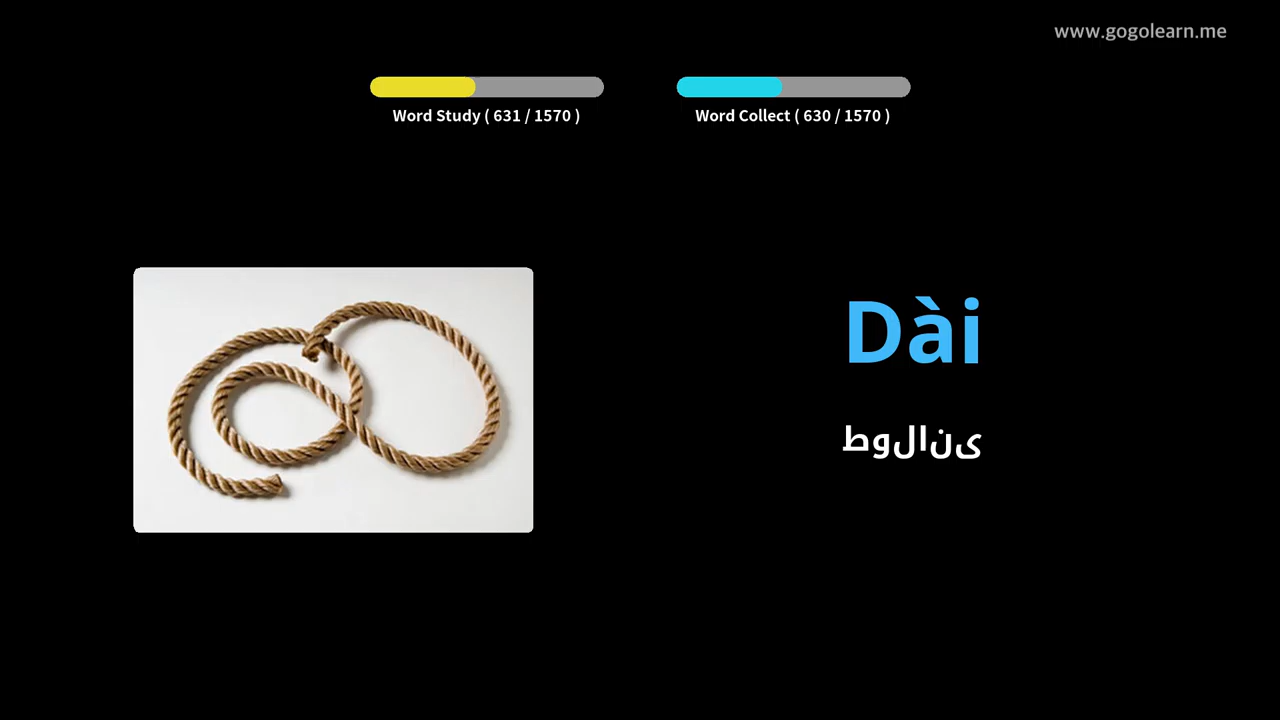 www.gogolearn.me
Word Study ( 631 / 1570 )
Word Collect ( 630 / 1570 )
Dài
طولانی